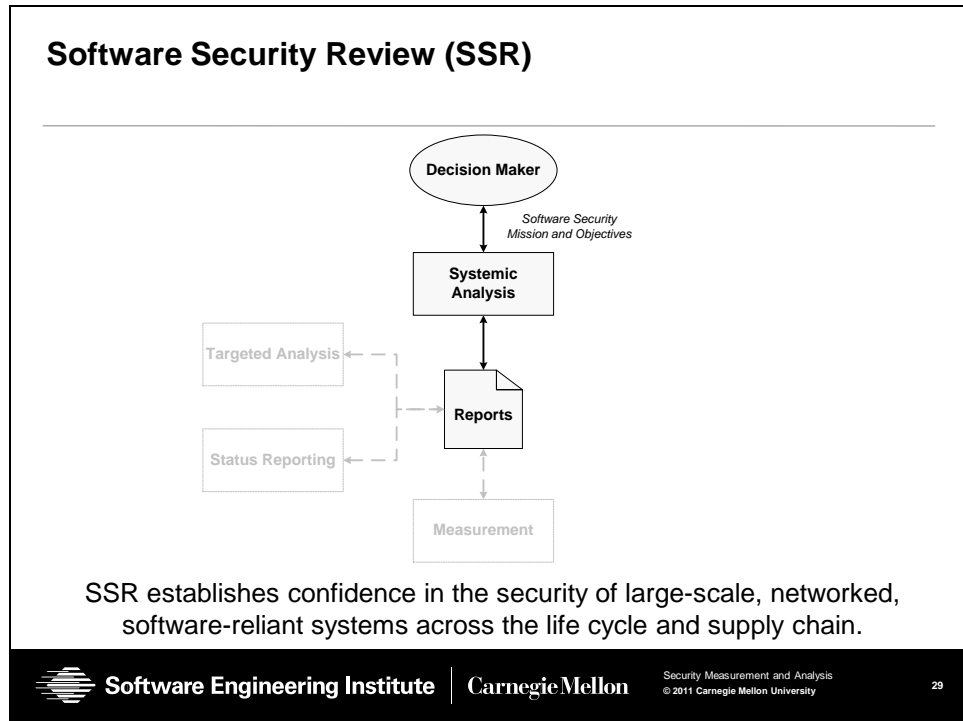 Software Security Review (SSR)
Decision Maker
Software Security
Mission and Objectives
Systemic
Analysis
Targeted Analysis
Reports
Status Reporting
Measurement
SSR establishes confidence in the security of large-scale, networked,
software-reliant systems across the life cycle and supply chain.
Software Engineering Institute
Carnegie Mellon
Security Measurement and Analysis
© 2011 Carnegie Mellon University
29